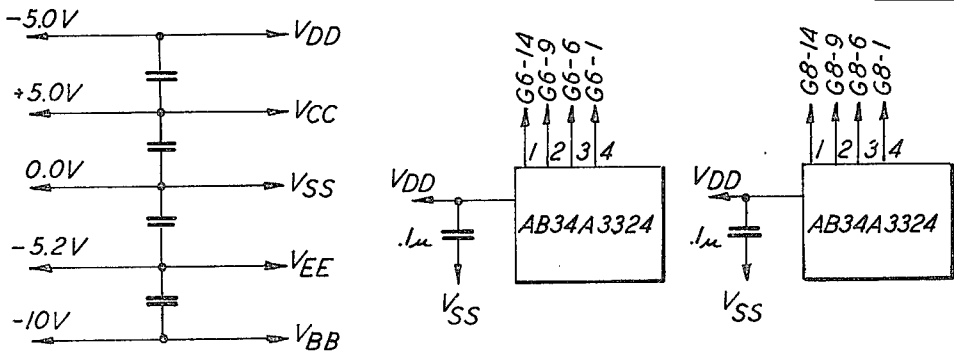 -5.0V VDD
+5.0V VCC
0.0V VSS
-5.2V VEE
-10V VBB
G6-14
G6-9
G6-6
G6-1
1 2 3 4
VDD
AB34A3324
.1μ
VSS
G8-14
G8-9
G8-6
G8-1
1 2 3 4
VDD
AB34A3324
.1μ
VSS